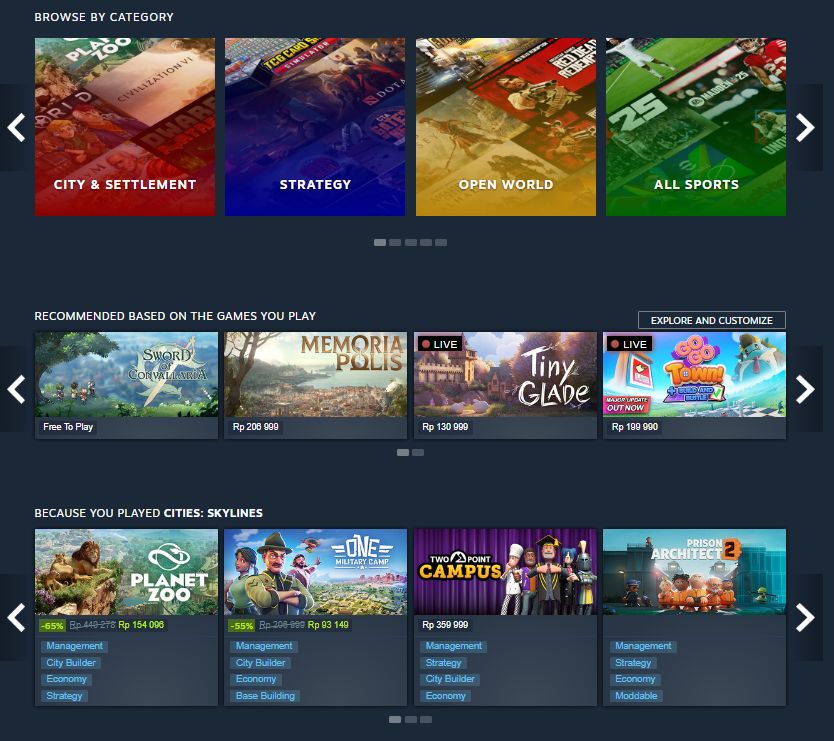 BROWSE BY CATEGORY
PLANET ZOO
CIVILIZATION VI
TCG CARD SHOP
SIMULATOR
DOTA
RED DEAD
REDEMPTION
25
MADDEN 25
CITY & SETTLEMENT
STRATEGY
OPEN WORLD
ALL SPORTS
RECOMMENDED BASED ON THE GAMES YOU PLAY
EXPLORE AND CUSTOMIZE
SWORD
OF
CONVALLARIA
MEMORIA
POLIS
LIVE
Tiny
GLADE
LIVE
GO GO
TOWN!
BUILD AND
BUSTLE
MAJOR UPDATE
OUT NOW
Free To Play
Rp 206 999
Rp 130 999
Rp 199 990
BECAUSE YOU PLAYED CITIES: SKYLINES
PLANET
ZOO
ONE
MILITARY CAMP
TWO POINT
CAMPUS
PRISON
ARCHITECT 2
-65% Rp 440 273 Rp 154 096
-55% Rp 206 999 Rp 93 149
Rp 359 999
Management
City Builder
Economy
Strategy
Management
City Builder
Economy
Base Building
Management
Strategy
City Builder
Economy
Management
Strategy
Economy
Moddable